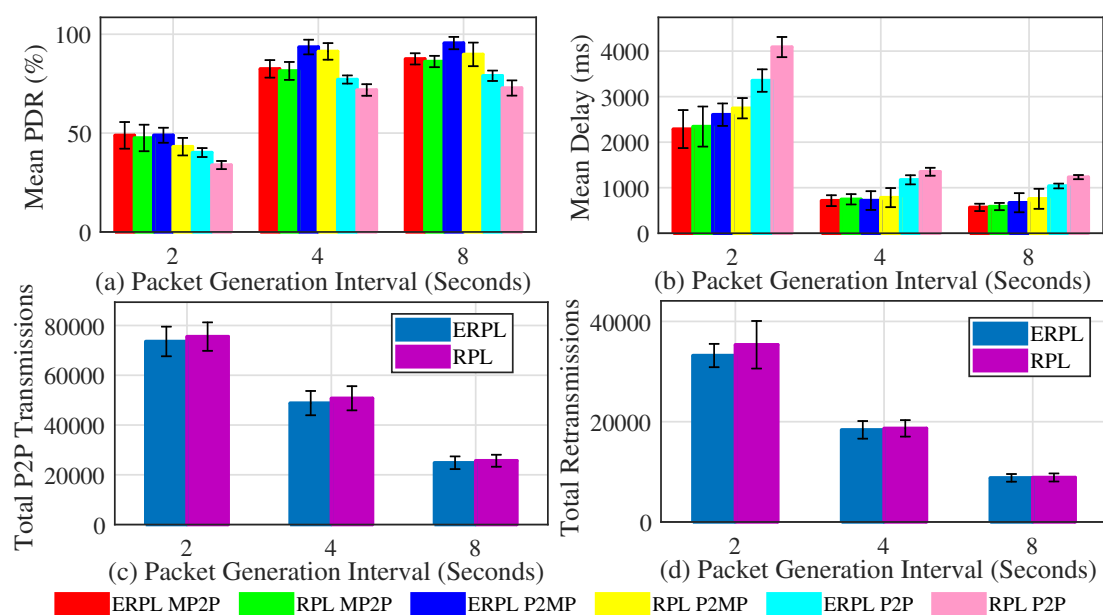 100
50
0
Mean PDR (%)
2
4
8
(a) Packet Generation Interval (Seconds)
4000
3000
2000
1000
0
Mean Delay (ms)
2
4
8
(b) Packet Generation Interval (Seconds)
80000
60000
40000
20000
0
Total P2P Transmissions
ERPL
RPL
2
4
8
(c) Packet Generation Interval (Seconds)
40000
20000
0
Total Retransmissions
ERPL
RPL
2
4
8
(d) Packet Generation Interval (Seconds)
ERPL MP2P RPL MP2P ERPL P2MP RPL P2MP ERPL P2P RPL P2P